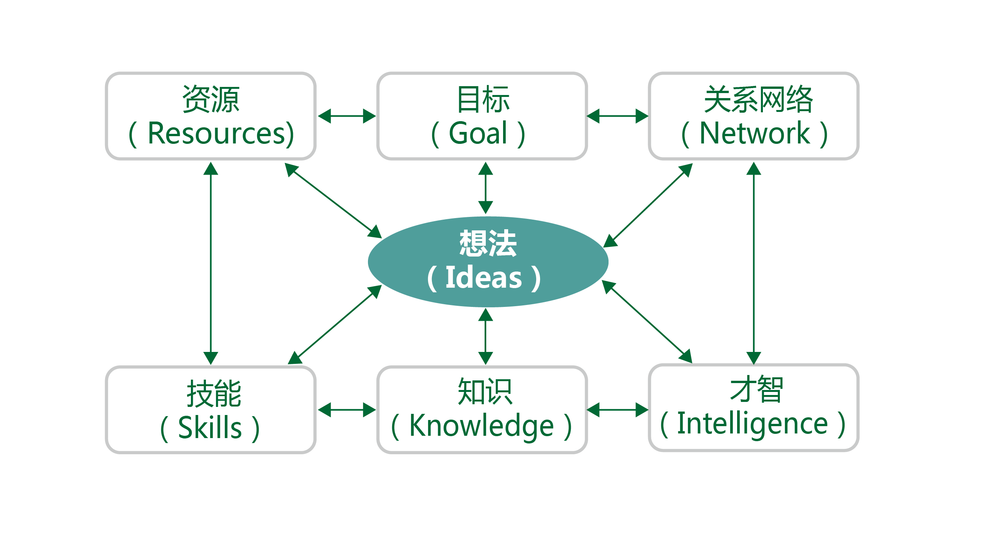 资源
( Resources)
目标
( Goal )
关系网络
( Network )
想法
( Ideas )
技能
( Skills )
知识
( Knowledge )
才智
( Intelligence )